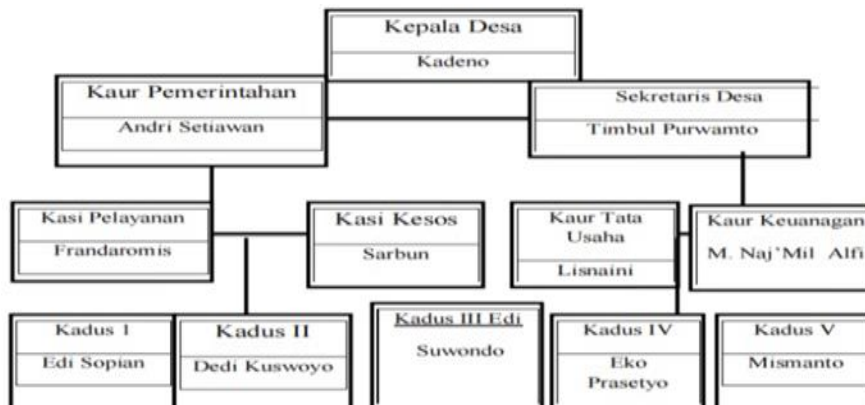 Kepala Desa
Kadeno
Kaur Pemerintahan
Andri Setiawan
Sekretaris Desa
Timbul Purwamto
Kasi Pelayanan
Frandaromis
Kasi Kesos
Sarbun
Kaur Tata
Usaha
Lisnaini
Kaur Keuanagan
M. Naj'Mil Alfi
Kadus 1
Edi Sopian
Kadus II
Dedi Kuswoyo
Kadus III Edi
Suwondo
Kadus IV
Eko
Prasetyo
Kadus V
Mismanto